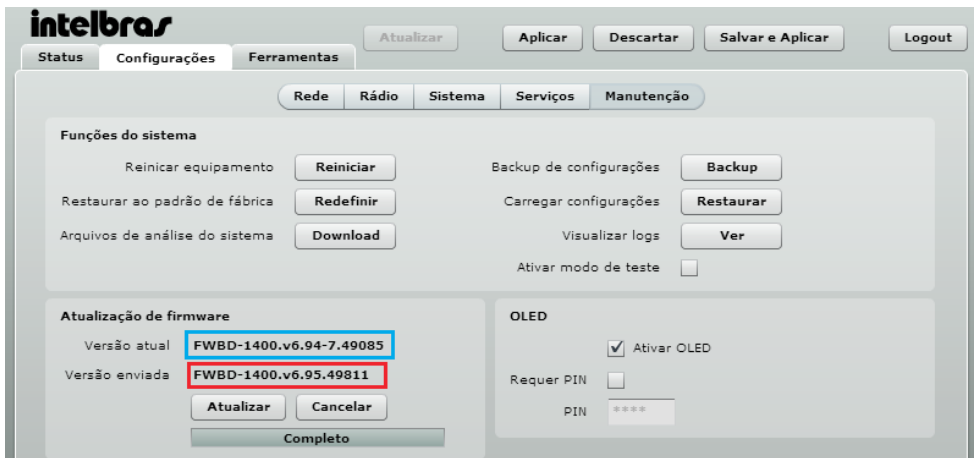 intelbras
Atualizar Aplicar Descartar Salvar e Aplicar Logout
Status Configurações Ferramentas
Rede Rádio Sistema Serviços Manutenção
Funções do sistema
Reinicar equipamento Reiniciar Backup de configurações Backup
Restaurar ao padrão de fábrica Redefinir Carregar configurações Restaurar
Arquivos de análise do sistema Download Visualizar logs Ver
Ativar modo de teste
Atualização de firmware
Versão atual FWBD-1400.v6.94-7.49085
Versão enviada FWBD-1400.v6.95.49811
Atualizar Cancelar
Completo
OLED
Ativar OLED
Requer PIN
PIN ****